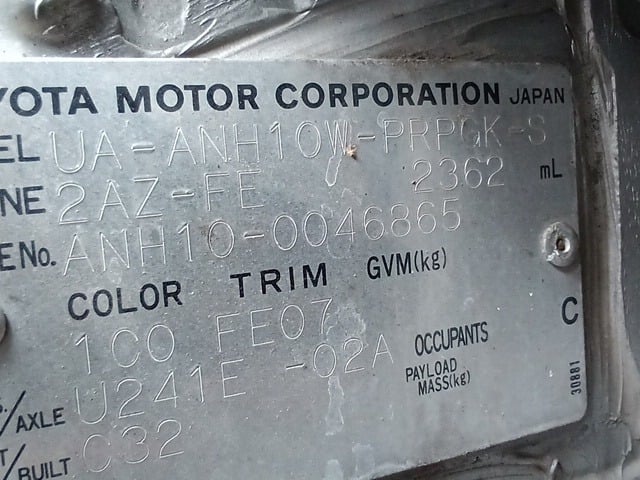 YOTA MOTOR CORPORATION JAPAN
EL UA-ANH10W-PRPGK-S
NE 2AZ-FE 2362 mL
E No. ANH10-0046865
COLOR TRIM GVM(kg)
1C0 FE07
/AXLE U241E -02A OCCUPANTS C
PAYLOAD
MASS(kg)
/BUILT C32
30881